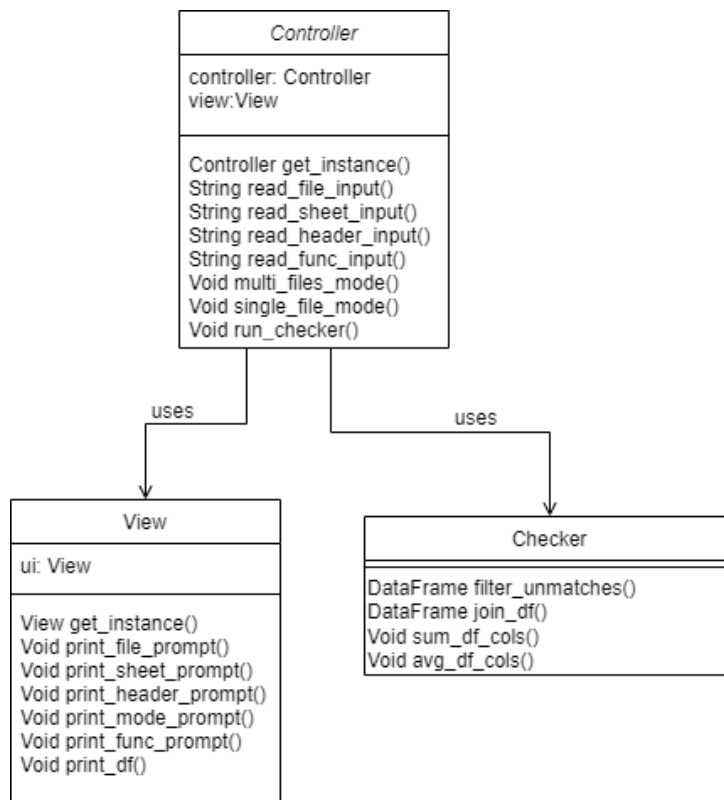 Controller
controller: Controller
view:View
Controller get_instance()
String read_file_input()
String read_sheet_input()
String read_header_input()
String read_func_input()
Void multi_files_mode()
Void single_file_mode()
Void run_checker()
uses
uses
View
ui: View
View get_instance()
Void print_file_prompt()
Void print_sheet_prompt()
Void print_header_prompt()
Void print_mode_prompt()
Void print_func_prompt()
Void print_df()
Checker
DataFrame filter_unmatches()
DataFrame join_df()
Void sum_df_cols()
Void avg_df_cols()